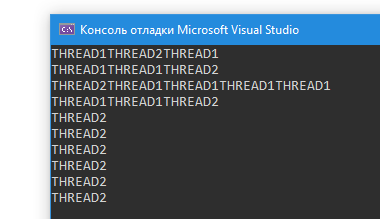 Консоль отладки Microsoft Visual Studio
THREAD1THREAD2THREAD1
THREAD1THREAD1THREAD2
THREAD2THREAD1THREAD1THREAD1THREAD1
THREAD1THREAD1THREAD2
THREAD2
THREAD2
THREAD2
THREAD2
THREAD2
THREAD2